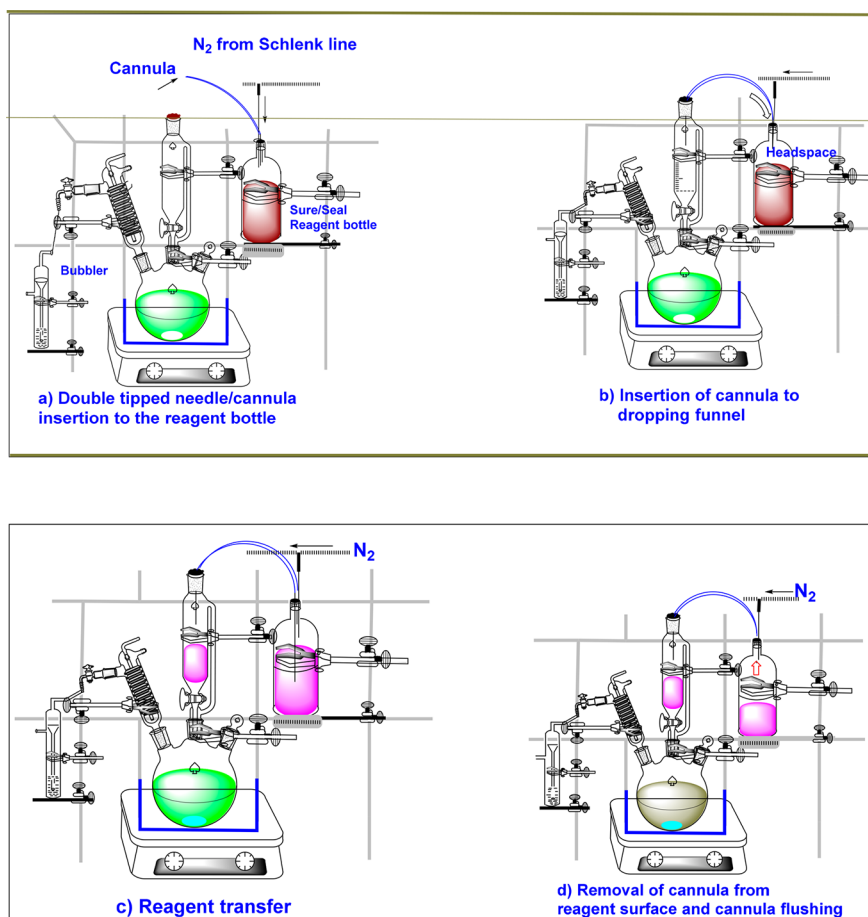 N₂ from Schlenk line
Cannula
Sure/Seal
Reagent bottle
Bubbler
a) Double tipped needle/cannula
insertion to the reagent bottle
Headspace
b) Insertion of cannula to
dropping funnel
N₂
c) Reagent transfer
N₂
d) Removal of cannula from
reagent surface and cannula flushing